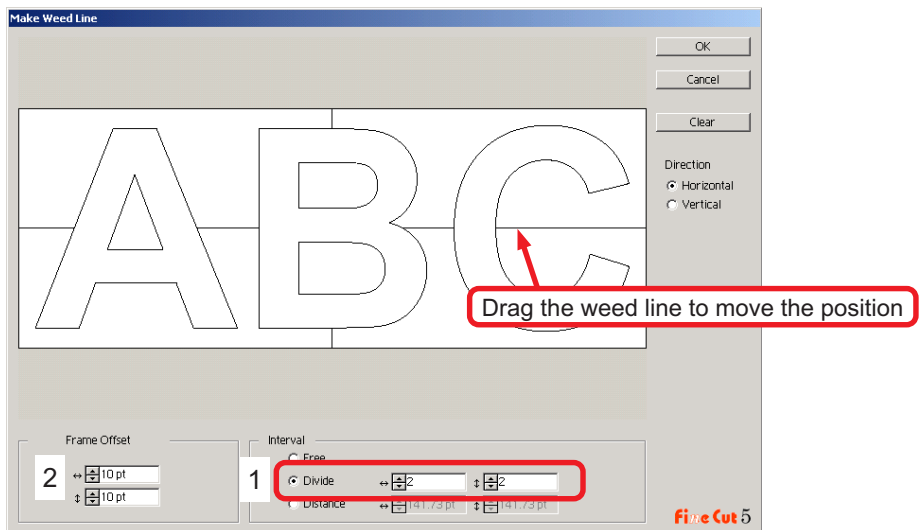 Make Weed Line
OK
Cancel
Clear
ABC
Direction
Horizontal
Vertical
Drag the weed line to move the position
Frame Offset
2
10 pt
10 pt
Interval
Free
1
Divide 2 2
Distance 141.73 pt 141.73 pt
Fine Cut 5